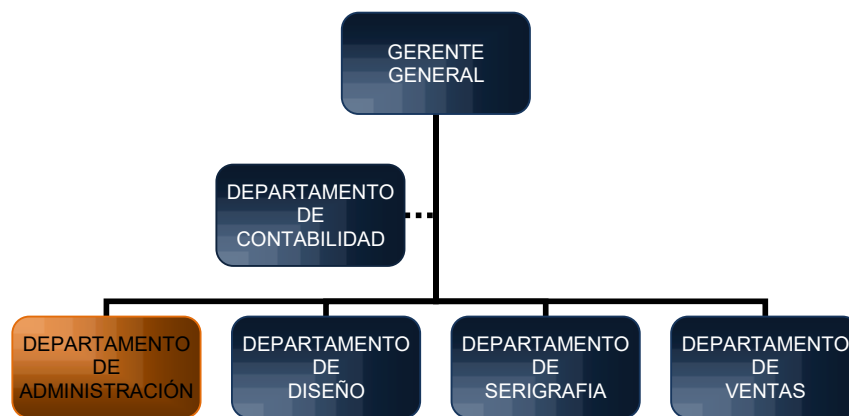 GERENTE
GENERAL
DEPARTAMENTO
DE
CONTABILIDAD
DEPARTAMENTO
DE
ADMINISTRACIÓN
DEPARTAMENTO
DE
DISEÑO
DEPARTAMENTO
DE
SERIGRAFIA
DEPARTAMENTO
DE
VENTAS